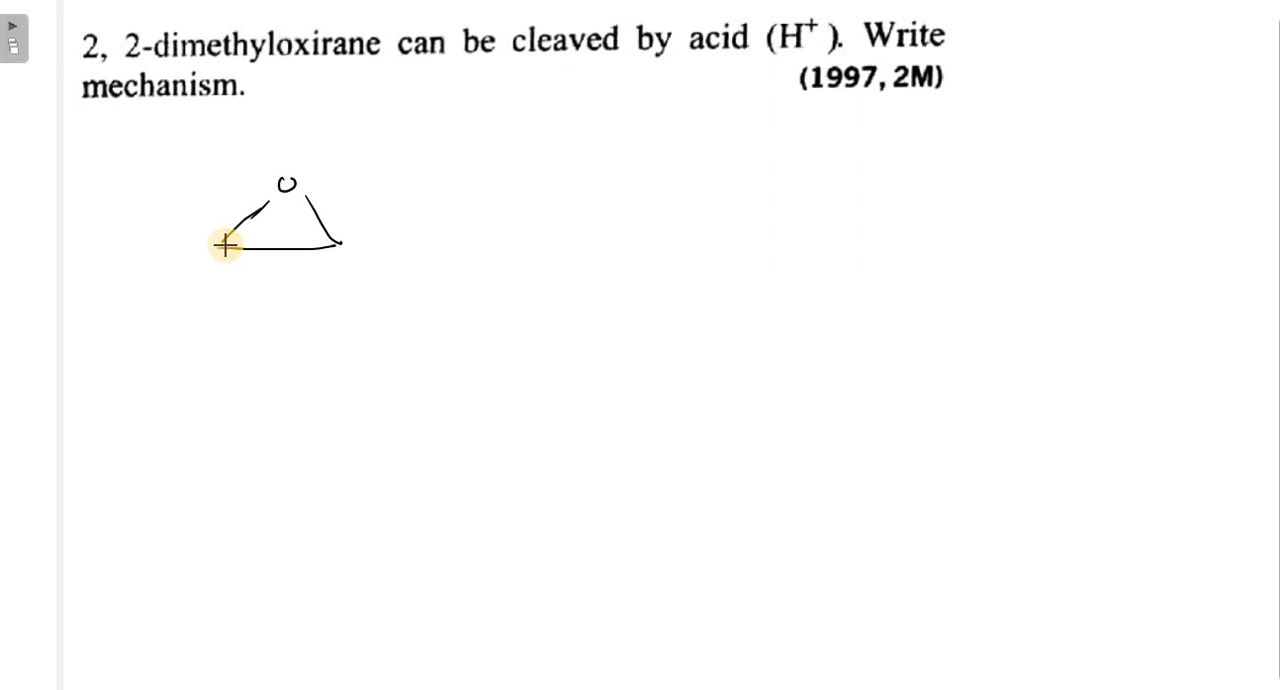 2, 2-dimethyloxirane can be cleaved by acid (H⁺). Write
mechanism. (1997, 2M)
O